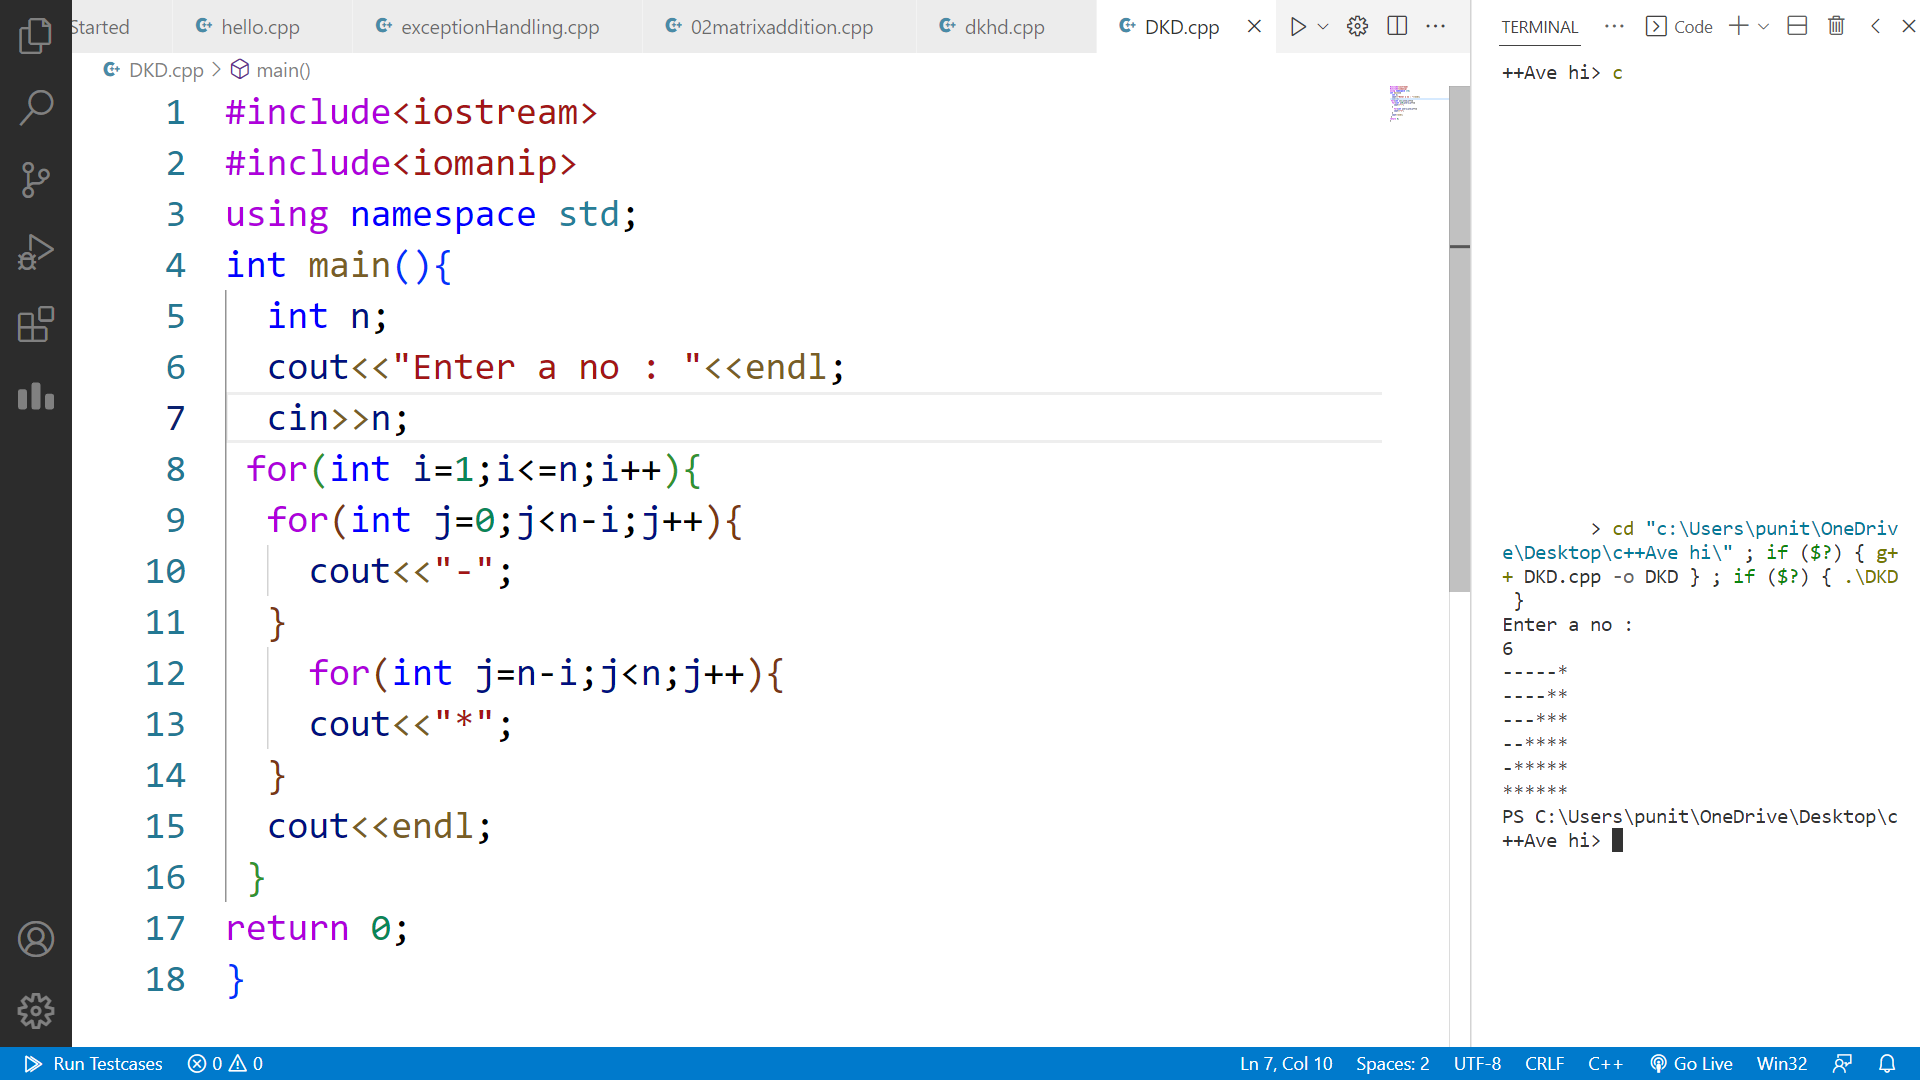 Started hello.cpp exceptionHandling.cpp 02matrixaddition.cpp dkhd.cpp DKD.cpp
DKD.cpp > main()
1 #include<iostream>
2 #include<iomanip>
3 using namespace std;
4 int main(){
5 int n;
6 cout<<"Enter a no : "<<endl;
7 cin>>n;
8 for(int i=1;i<=n;i++){
9 for(int j=0;j<n-i;j++){
10 cout<<"-";
11 }
12 for(int j=n-i;j<n;j++){
13 cout<<"*";
14 }
15 cout<<endl;
16 }
17 return 0;
18 }
TERMINAL Code
++Ave hi> c
> cd "c:\Users\punit\OneDriv
e\Desktop\c++Ave hi\" ; if ($?) { g+
+ DKD.cpp -o DKD } ; if ($?) { .\DKD
}
Enter a no :
6
-----*
----**
---***
--****
-*****
******
PS C:\Users\punit\OneDrive\Desktop\c
++Ave hi>
Run Testcases 0 0 Ln 7, Col 10 Spaces: 2 UTF-8 CRLF C++ Go Live Win32